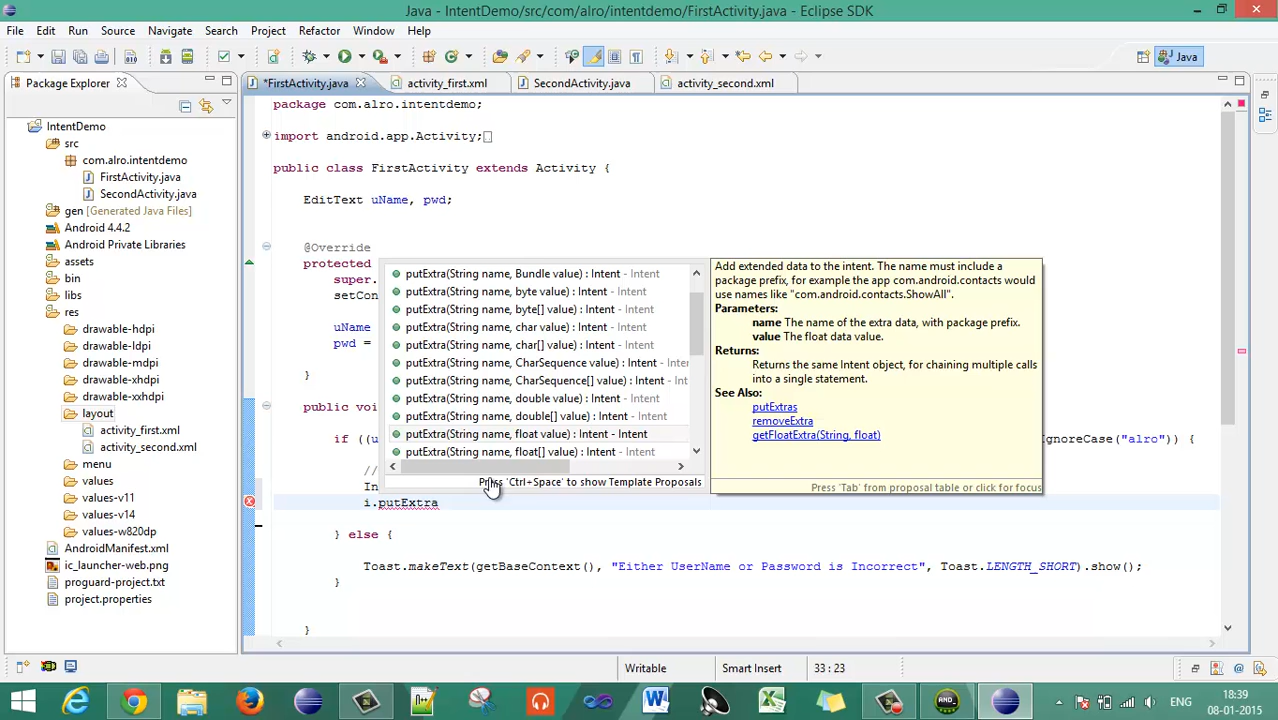 Java - IntentDemo/src/com/alro/intentdemo/FirstActivity.java - Eclipse SDK
File Edit Run Source Navigate Search Project Refactor Window Help
Java
Package Explorer
*FirstActivity.java activity_first.xml SecondActivity.java activity_second.xml
IntentDemo
src
com.alro.intentdemo
FirstActivity.java
SecondActivity.java
gen [Generated Java Files]
Android 4.4.2
Android Private Libraries
assets
bin
libs
res
drawable-hdpi
drawable-ldpi
drawable-mdpi
drawable-xhdpi
drawable-xxhdpi
layout
activity_first.xml
activity_second.xml
menu
values
values-v11
values-v14
values-w820dp
AndroidManifest.xml
ic_launcher-web.png
proguard-project.txt
project.properties
package com.alro.intentdemo;
import android.app.Activity;
public class FirstActivity extends Activity {
EditText uName, pwd;
@Override
protected
super.
setCon
uName
pwd =
}
public voi
if ((u
IgnoreCase("alro")) {
//
In
i.putExtra
} else {
Toast.makeText(getBaseContext(), "Either UserName or Password is Incorrect", Toast.LENGTH_SHORT).show();
}
}
putExtra(String name, Bundle value) : Intent - Intent
putExtra(String name, byte value) : Intent - Intent
putExtra(String name, byte[] value) : Intent - Intent
putExtra(String name, char value) : Intent - Intent
putExtra(String name, char[] value) : Intent - Intent
putExtra(String name, CharSequence value) : Intent - Inte
putExtra(String name, CharSequence[] value) : Intent - In
putExtra(String name, double value) : Intent - Intent
putExtra(String name, double[] value) : Intent - Intent
putExtra(String name, float value) : Intent - Intent
putExtra(String name, float[] value) : Intent - Intent
Press 'Ctrl+Space' to show Template Proposals
Add extended data to the intent. The name must include a
package prefix, for example the app com.android.contacts would
use names like "com.android.contacts.ShowAll".
Parameters:
name The name of the extra data, with package prefix.
value The float data value.
Returns:
Returns the same Intent object, for chaining multiple calls
into a single statement.
See Also:
putExtras
removeExtra
getFloatExtra(String, float)
Press 'Tab' from proposal table or click for focus
Writable Smart Insert 33 : 23
ENG
18:39
08-01-2015